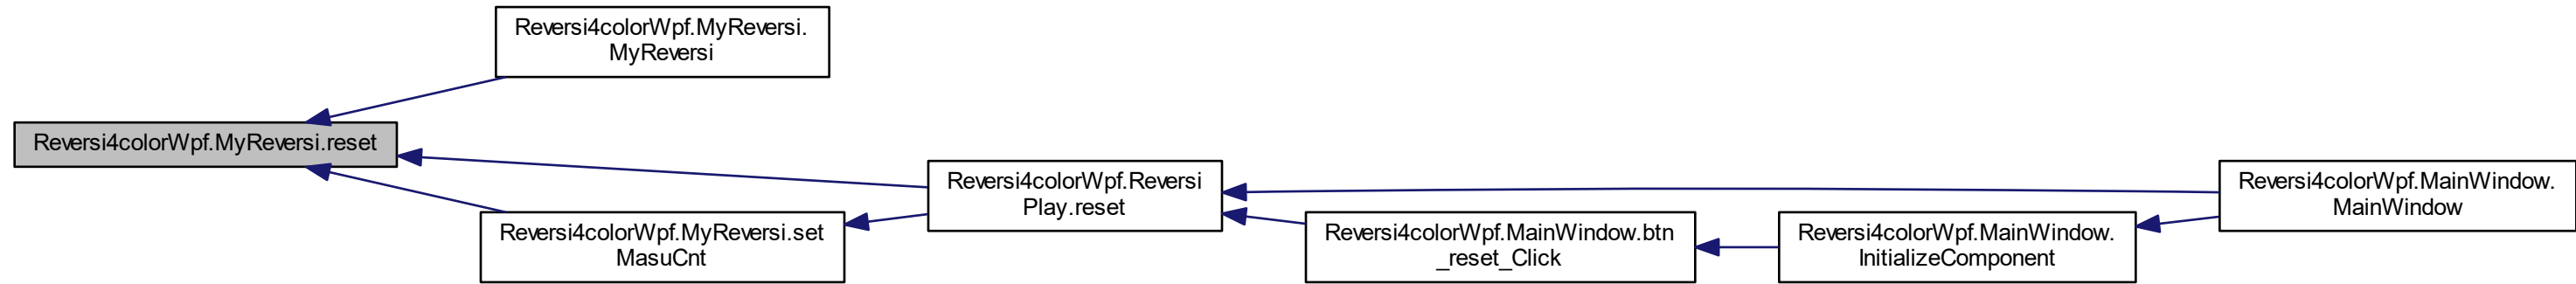 Reversi4colorWpf.MyReversi.
MyReversi
Reversi4colorWpf.MyReversi.reset
Reversi4colorWpf.Reversi
Play.reset
Reversi4colorWpf.MyReversi.set
MasuCnt
Reversi4colorWpf.MainWindow.btn
_reset_Click
Reversi4colorWpf.MainWindow.
InitializeComponent
Reversi4colorWpf.MainWindow.
MainWindow